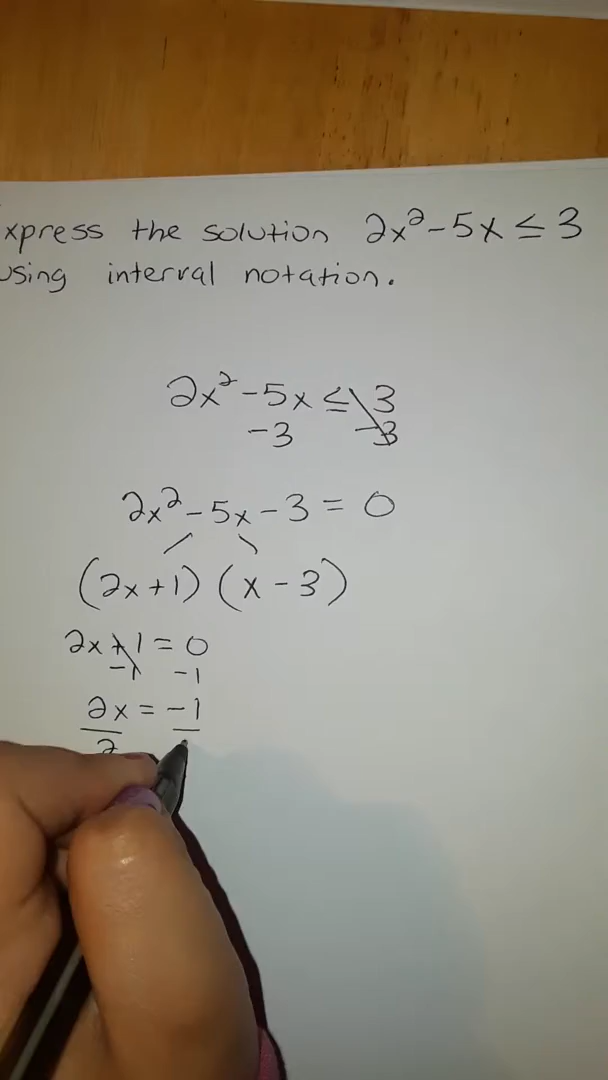 xpress the solution 2x² - 5x ≤ 3
using interval notation.
2x² - 5x ≤ 3
-3 -3
2x² - 5x - 3 = 0
(2x + 1) (x - 3)
2x + 1 = 0
-1 -1
2x = -1
2